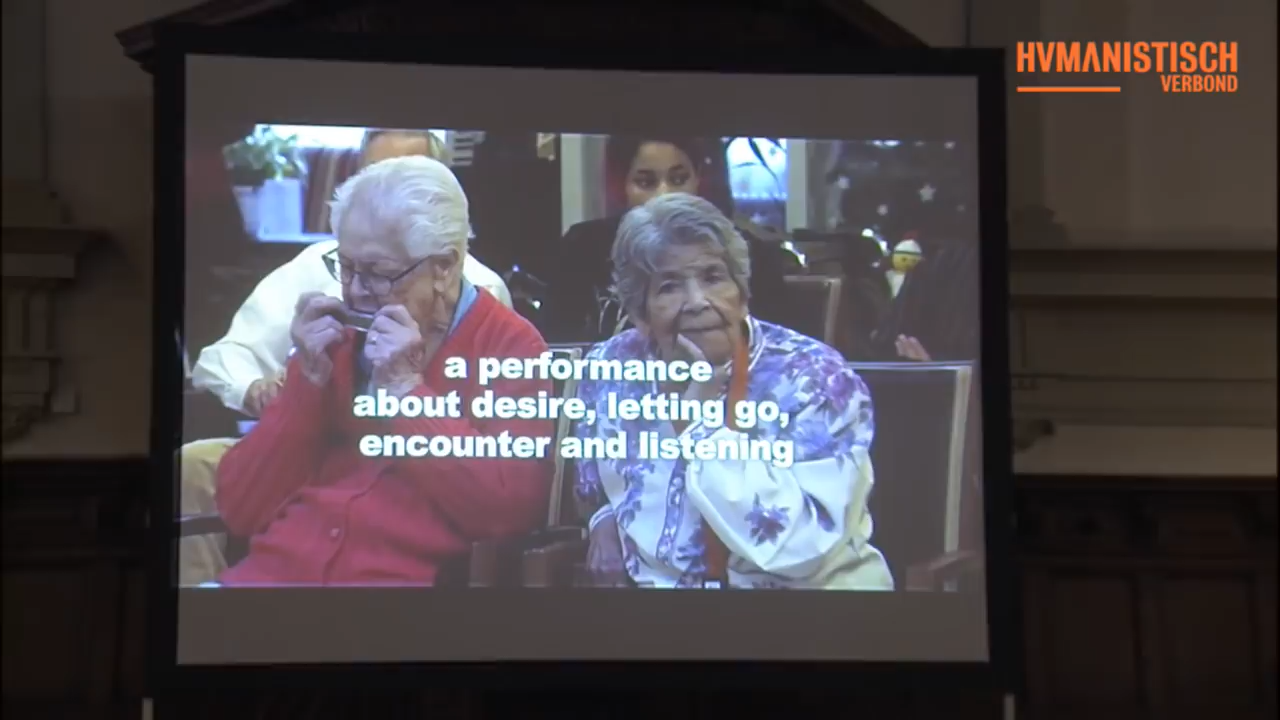 HVMANISTISCH
VERBOND
a performance
about desire, letting go,
encounter and listening